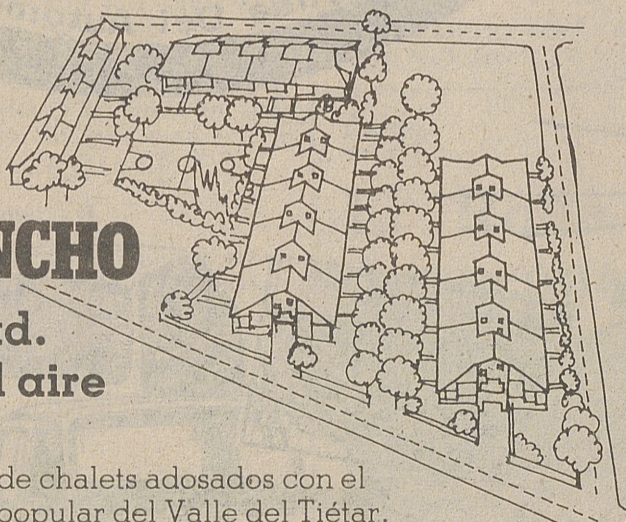 NCHO
d.
l aire
de chalets adosados con el
popular del Valle del Tiétar.